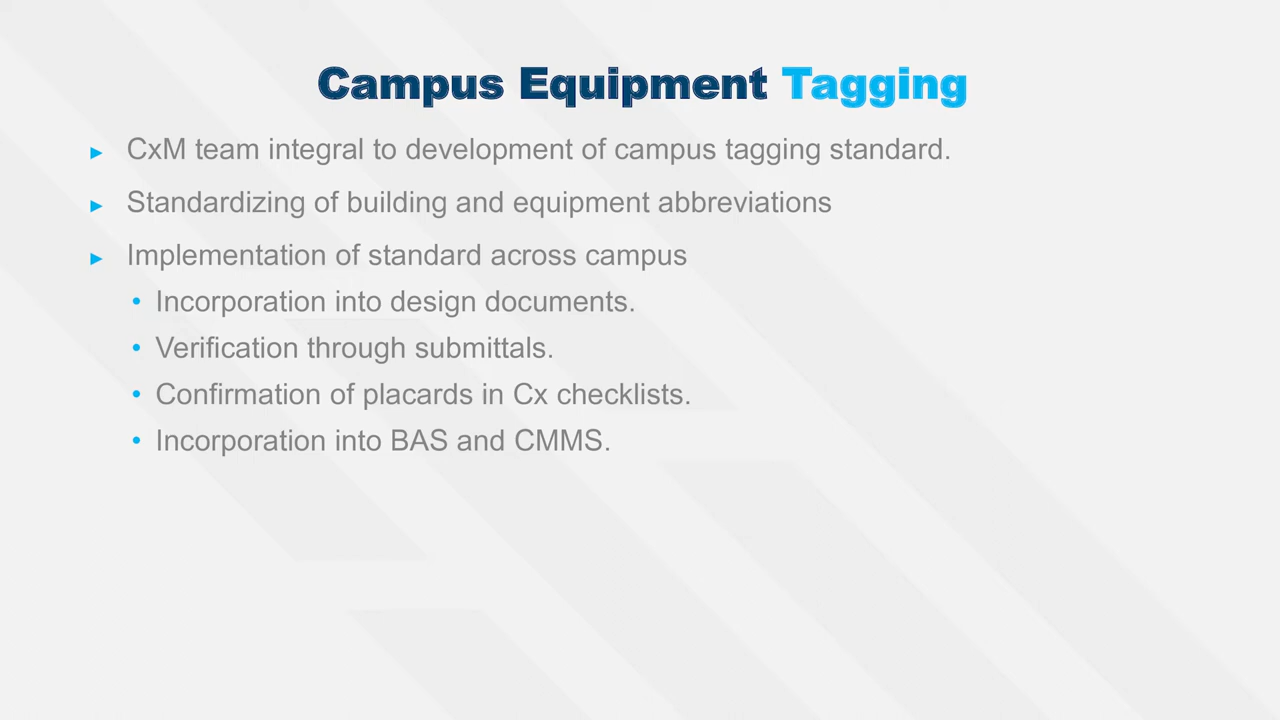 Campus Equipment Tagging
► CxM team integral to development of campus tagging standard.
► Standardizing of building and equipment abbreviations
► Implementation of standard across campus
• Incorporation into design documents.
• Verification through submittals.
• Confirmation of placards in Cx checklists.
• Incorporation into BAS and CMMS.